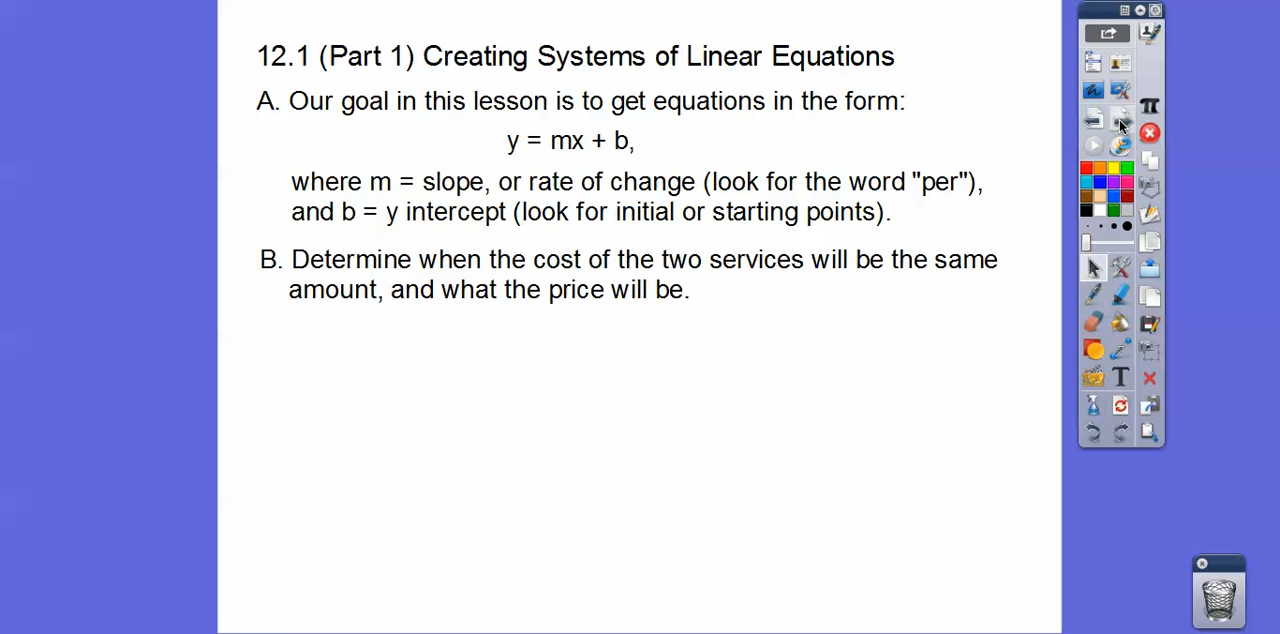 12.1 (Part 1) Creating Systems of Linear Equations
A. Our goal in this lesson is to get equations in the form:
y = mx + b,
where m = slope, or rate of change (look for the word "per"),
and b = y intercept (look for initial or starting points).
B. Determine when the cost of the two services will be the same
amount, and what the price will be.